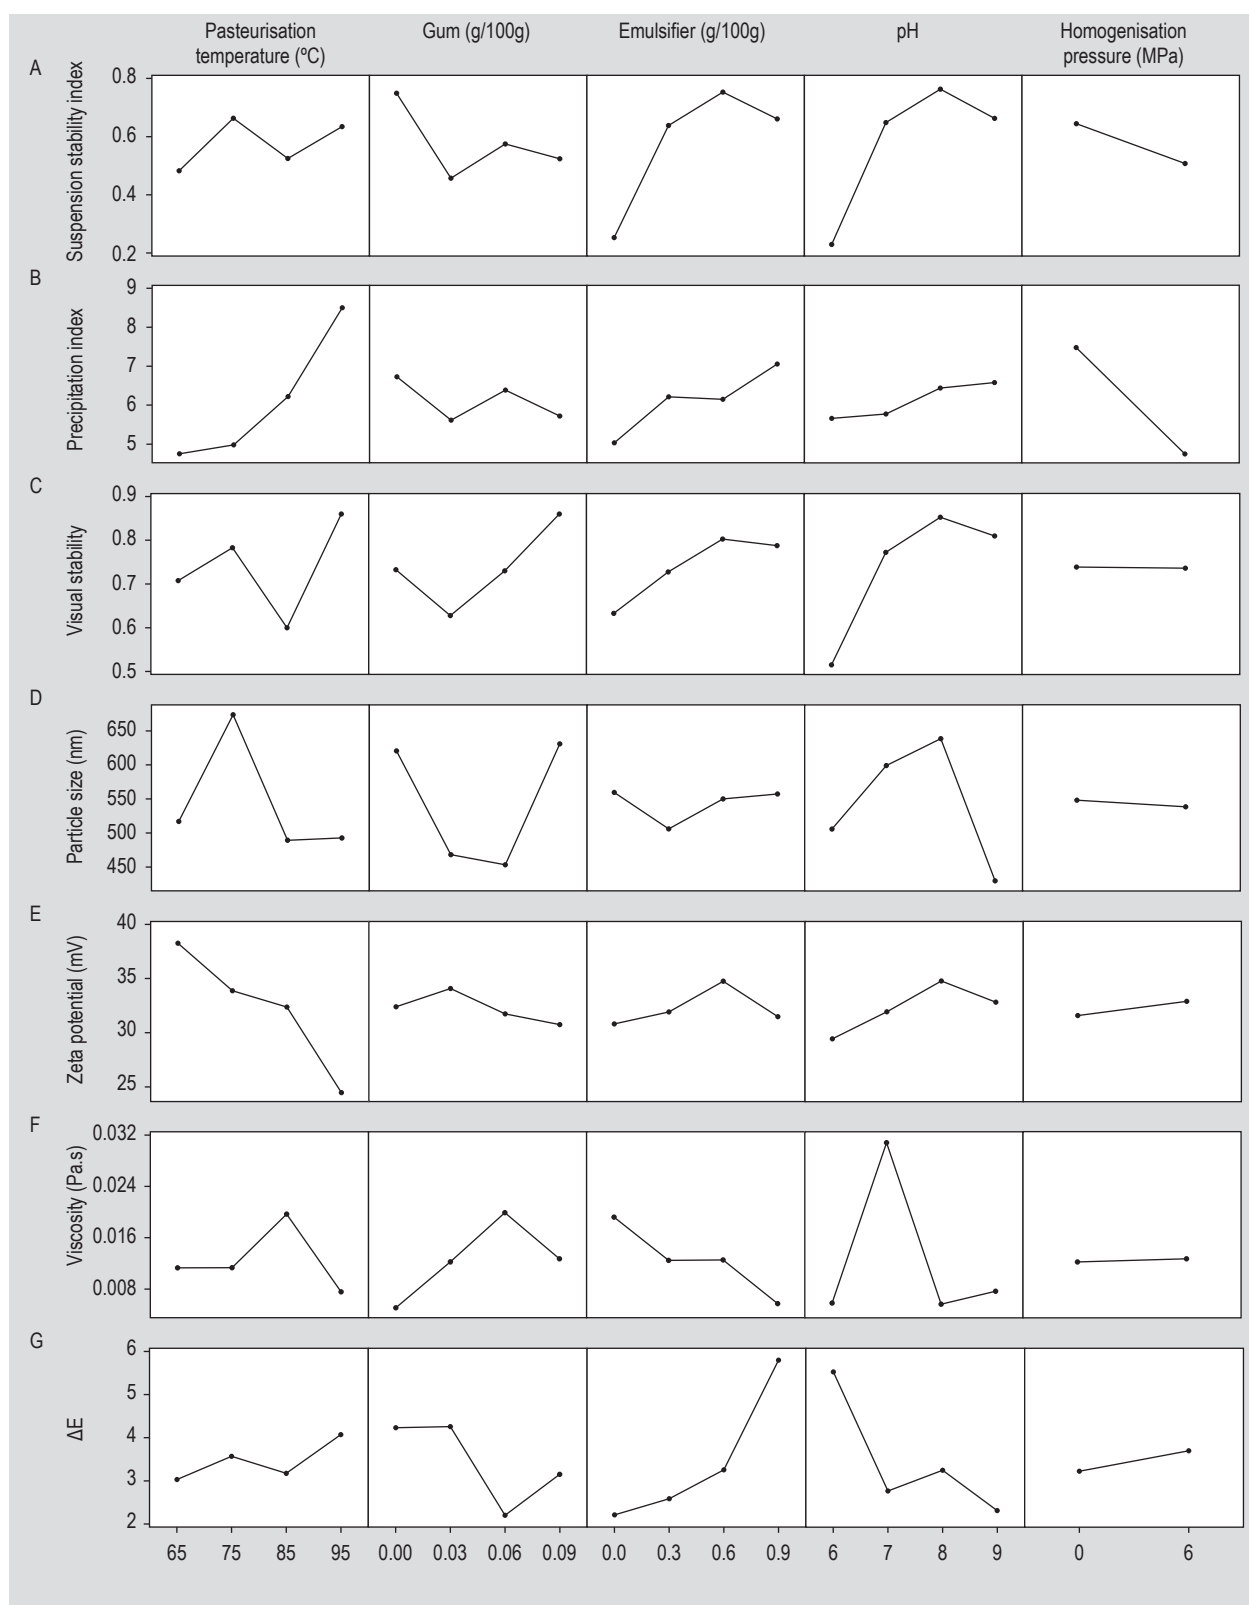 Pasteurisation
temperature (ºC)
Gum (g/100g)
Emulsifier (g/100g)
pH
Homogenisation
pressure (MPa)
A
Suspension stability index
0.8
0.6
0.4
0.2
B
Precipitation index
9
8
7
6
5
C
Visual stability
0.9
0.8
0.7
0.6
0.5
D
Particle size (nm)
650
600
550
500
450
E
Zeta potential (mV)
40
35
30
25
F
Viscosity (Pa.s)
0.032
0.024
0.016
0.008
G
ΔE
6
5
4
3
2
65 75 85 95 0.00 0.03 0.06 0.09 0.0 0.3 0.6 0.9 6 7 8 9 0 6